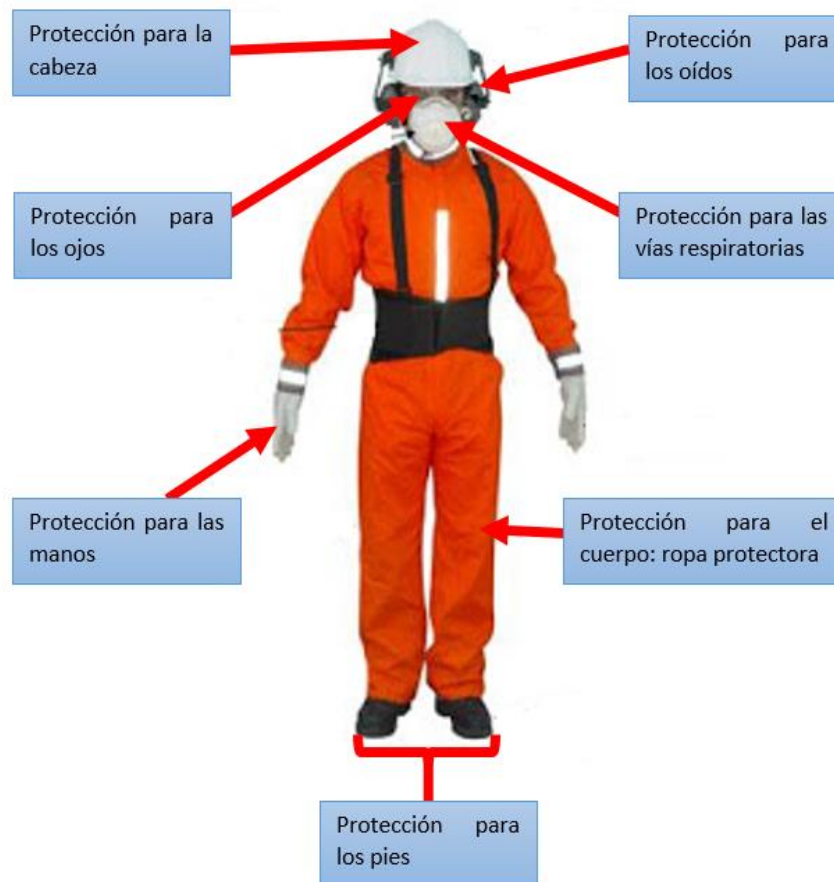 Protección para la
cabeza
Protección para
los oídos
Protección para
los ojos
Protección para las
vías respiratorias
Protección para las
manos
Protección para el
cuerpo: ropa protectora
Protección para
los pies